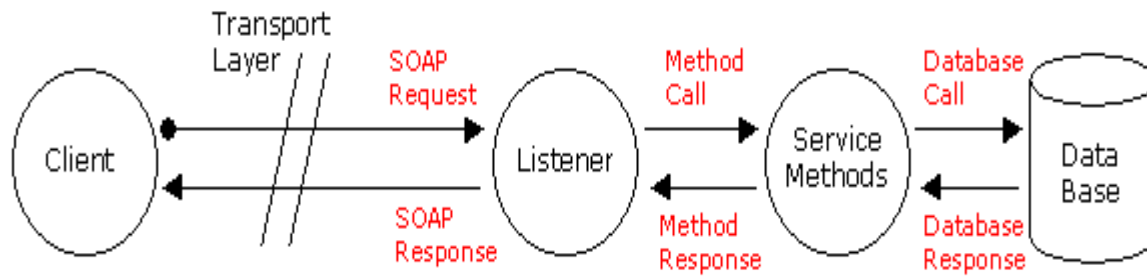 Transport
Layer
SOAP
Request
Method
Call
Database
Call
Client
Listener
Service
Methods
Data
Base
SOAP
Response
Method
Response
Database
Response